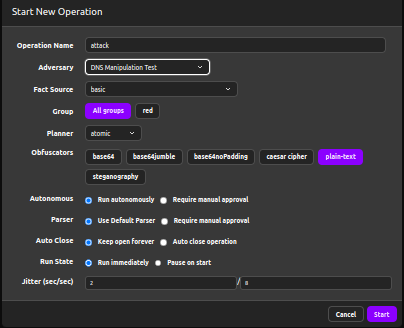 Start New Operation
Operation Name attack
Adversary DNS Manipulation Test
Fact Source basic
Group All groups red
Planner atomic
Obfuscators base64 base64jumble base64noPadding caesar cipher plain-text
steganography
Autonomous Run autonomously Require manual approval
Parser Use Default Parser Require manual approval
Auto Close Keep open forever Auto close operation
Run State Run immediately Pause on start
Jitter (sec/sec) 2 / 8
Cancel Start